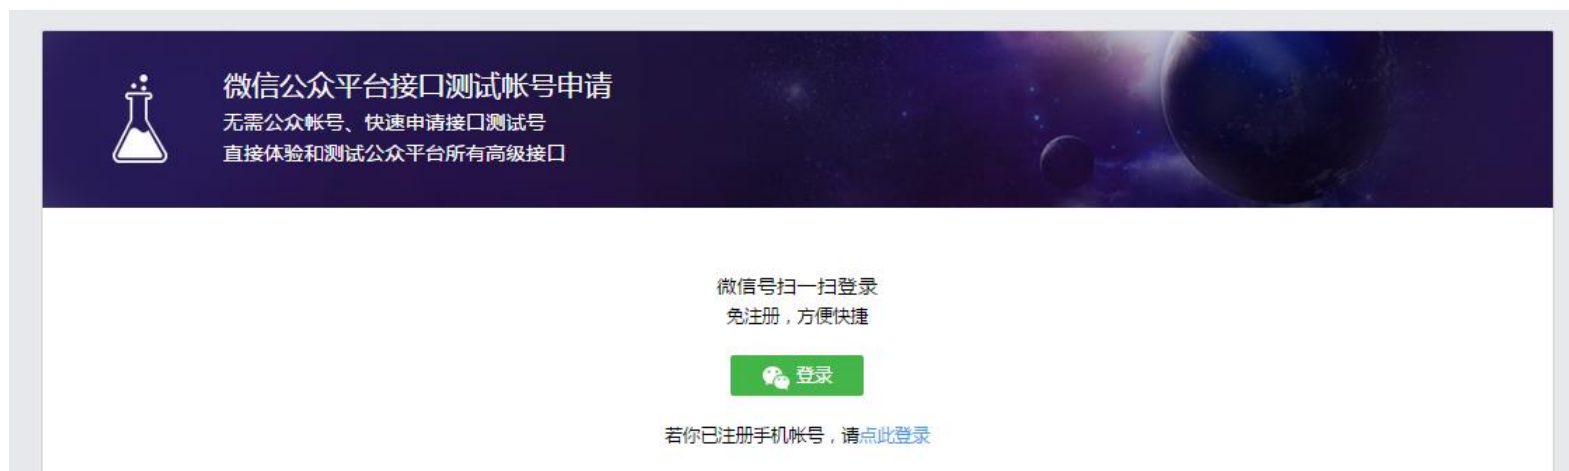 微信公众平台接口测试帐号申请
无需公众帐号、快速申请接口测试号
直接体验和测试公众平台所有高级接口
微信号扫一扫登录
免注册，方便快捷
登录
若你已注册手机帐号，请点此登录